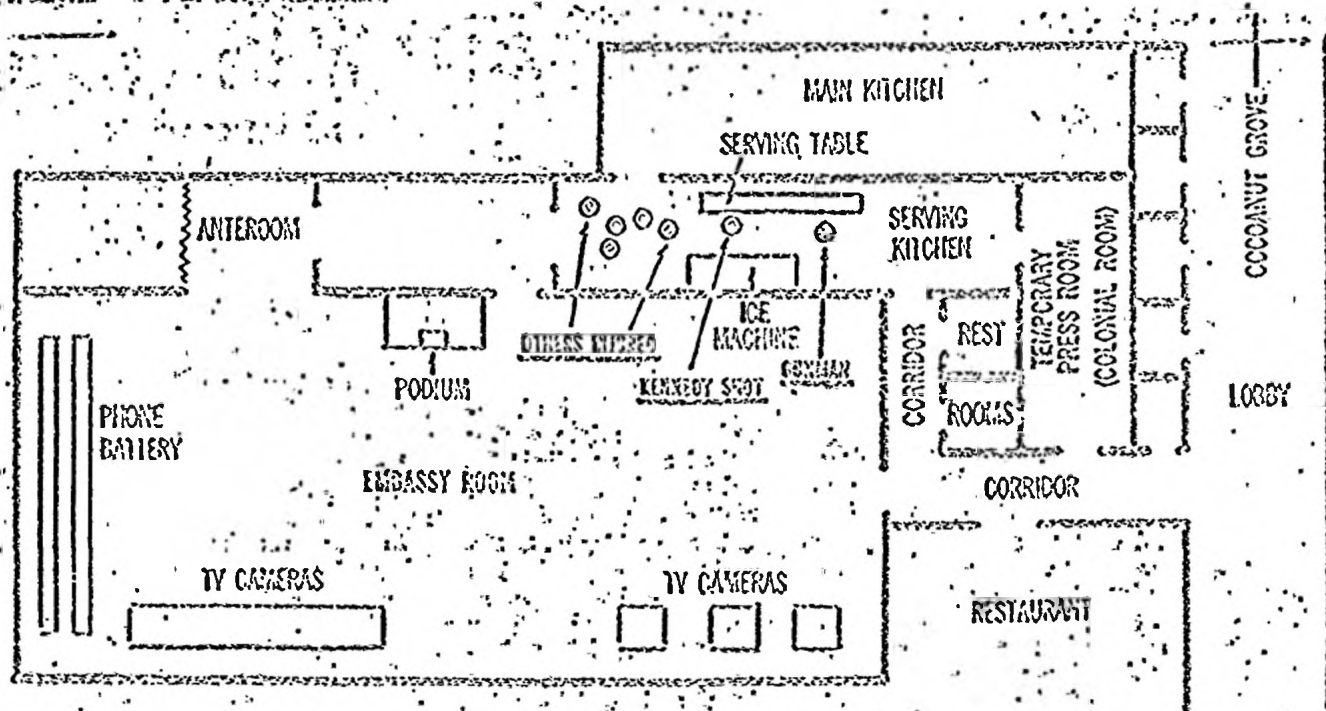 MAIN KITCHEN
SERVING TABLE
ANTEROOM
SERVING
KITCHEN
TEMPORARY
PRESS ROOM
(COLONIAL ROOM)
CCCOANUT GROVE
ICE
MACHINE
OTHERS INJURED
KENNEDY SHOT
GUNMAN
PODIUM
CORRIDOR
REST
ROOMS
LOBBY
PHONE
BATTERY
EMBASSY ROOM
CORRIDOR
TV CAMERAS
TV CAMERAS
RESTAURANT